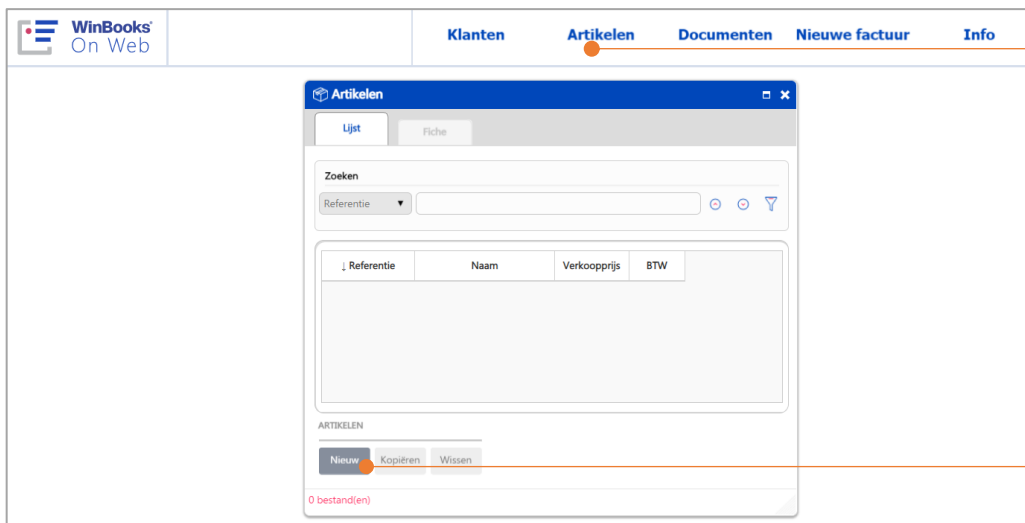 WinBooks®
On Web
Klanten Artikelen Documenten Nieuwe factuur Info
Artikelen
Lijst Fiche
Zoeken
Referentie
↓ Referentie Naam Verkoopprijs BTW
ARTIKELEN
Nieuw Kopiëren Wissen
0 bestand(en)